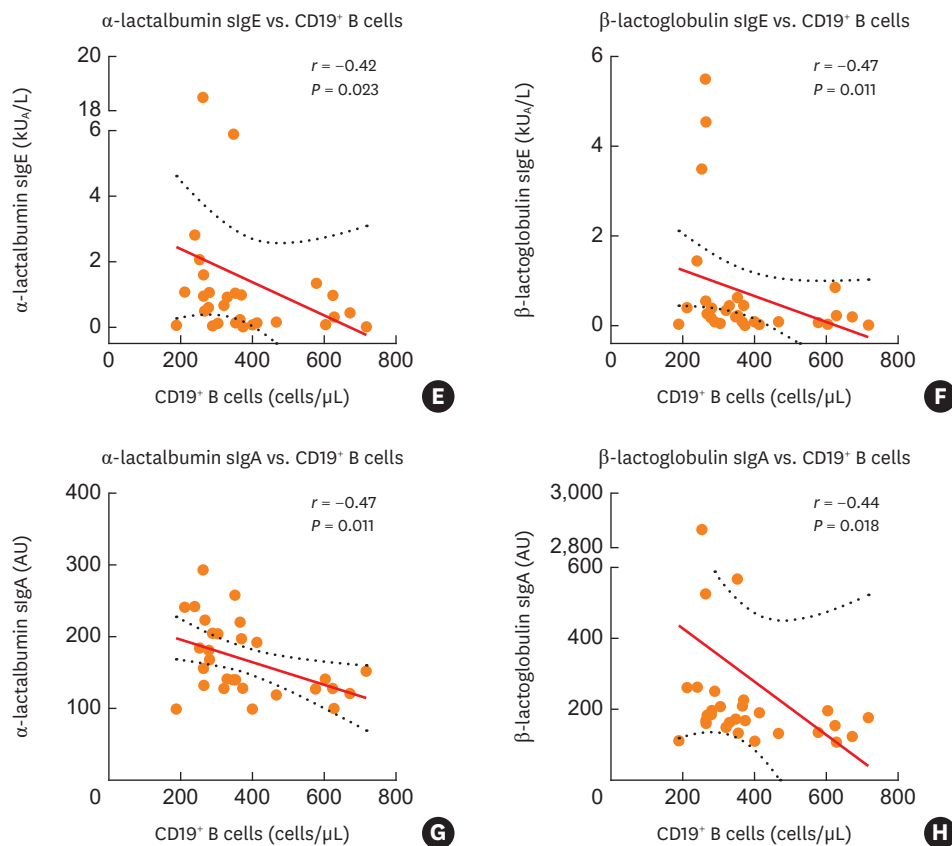 α-lactalbumin sIgE vs. CD19⁺ B cells
r = −0.42
P = 0.023
α-lactalbumin sIgE (kUA/L)
20
18
6
4
2
0
0 200 400 600 800
CD19⁺ B cells (cells/μL)
E
β-lactoglobulin sIgE vs. CD19⁺ B cells
r = −0.47
P = 0.011
β-lactoglobulin sIgE (kUA/L)
6
4
2
0
0 200 400 600 800
CD19⁺ B cells (cells/μL)
F
α-lactalbumin sIgA vs. CD19⁺ B cells
r = −0.47
P = 0.011
α-lactalbumin sIgA (AU)
400
300
200
100
0 200 400 600 800
CD19⁺ B cells (cells/μL)
G
β-lactoglobulin sIgA vs. CD19⁺ B cells
r = −0.44
P = 0.018
β-lactoglobulin sIgA (AU)
3,000
2,800
600
400
200
0 200 400 600 800
CD19⁺ B cells (cells/μL)
H